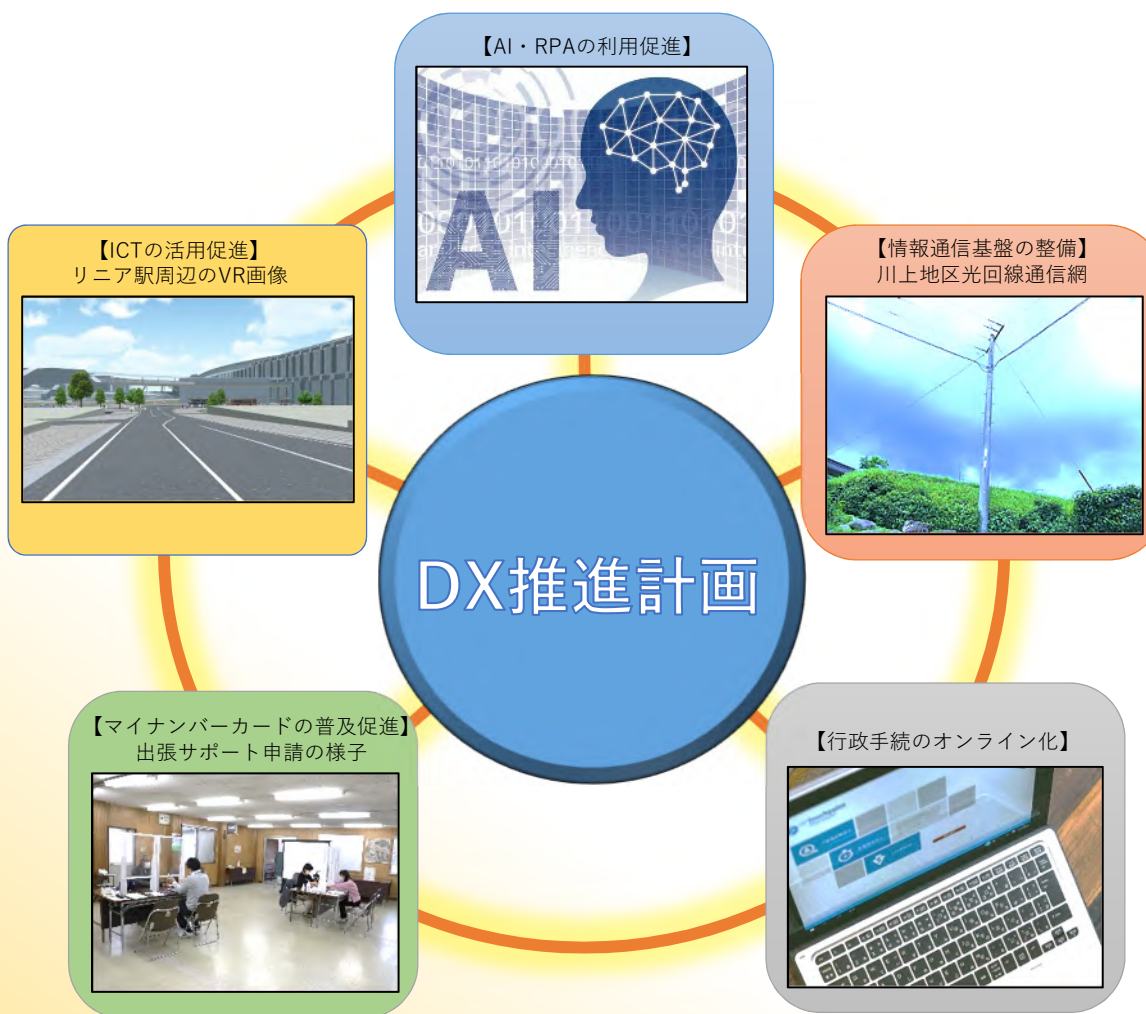 【AI・RPAの利用促進】
AI
【ICTの活用促進】
リニア駅周辺のVR画像
【情報通信基盤の整備】
川上地区光回線通信網
DX推進計画
【マイナンバーカードの普及促進】
出張サポート申請の様子
【行政手続のオンライン化】